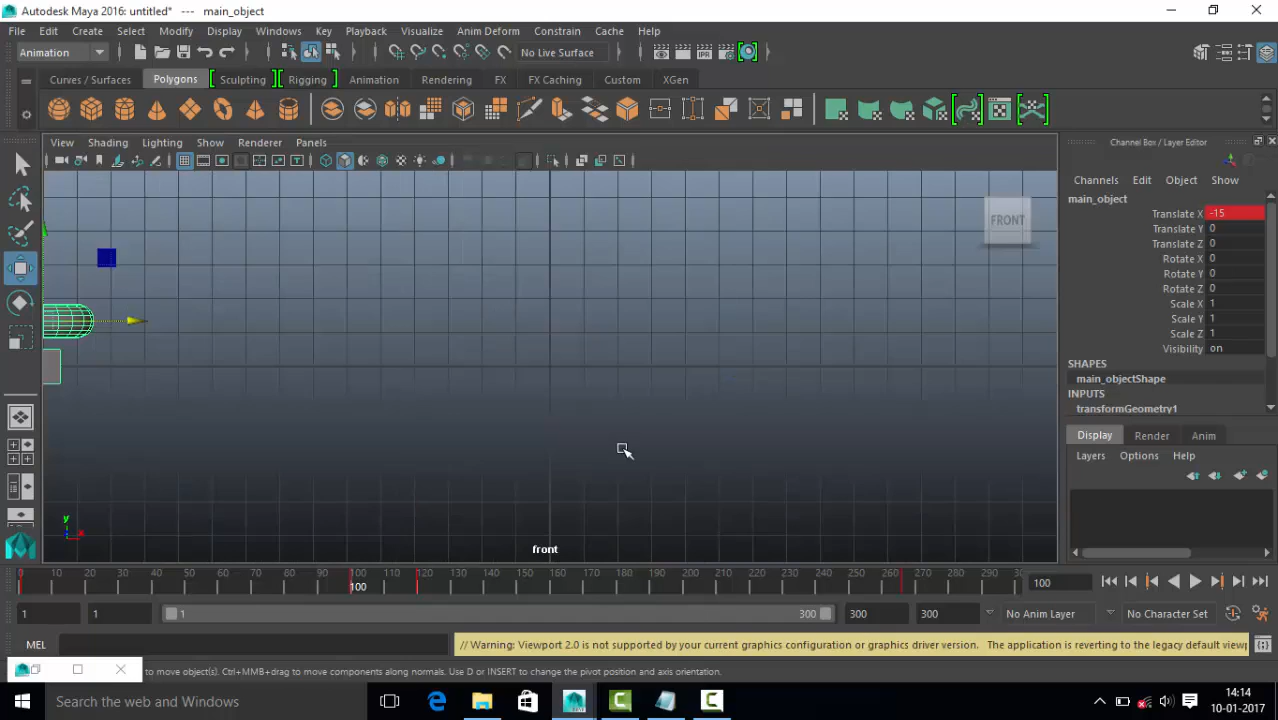 Autodesk Maya 2016: untitled* --- main_object
File Edit Create Select Modify Display Windows Key Playback Visualize Anim Deform Constraint Cache Help
Animation No Live Surface
Curves / Surfaces Polygons Sculpting Rigging Animation Rendering FX FX Caching Custom XGen
View Shading Lighting Show Renderer Panels
Channel Box / Layer Editor
Channels Edit Object Show
main_object
Translate X -15
Translate Y 0
Translate Z 0
Rotate X 0
Rotate Y 0
Rotate Z 0
Scale X 1
Scale Y 1
Scale Z 1
Visibility on
SHAPES
main_objectShape
INPUTS
transformGeometry1
FRONT
Display Render Anim
Layers Options Help
y
x
front
0 10 20 30 40 50 60 70 80 90 100 110 120 130 140 150 160 170 180 190 200 210 220 230 240 250 260 270 280 290 30
100
100
1 1 1 300 300 300 No Anim Layer No Character Set
MEL // Warning: Viewport 2.0 is not supported by your current graphics configuration or graphics driver version. The application is reverting to the legacy default viewp
to move object(s). Ctrl+MMB+drag to move components along normals. Use D or INSERT to change the pivot position and axis orientation.
Search the web and Windows
14:14
10-01-2017